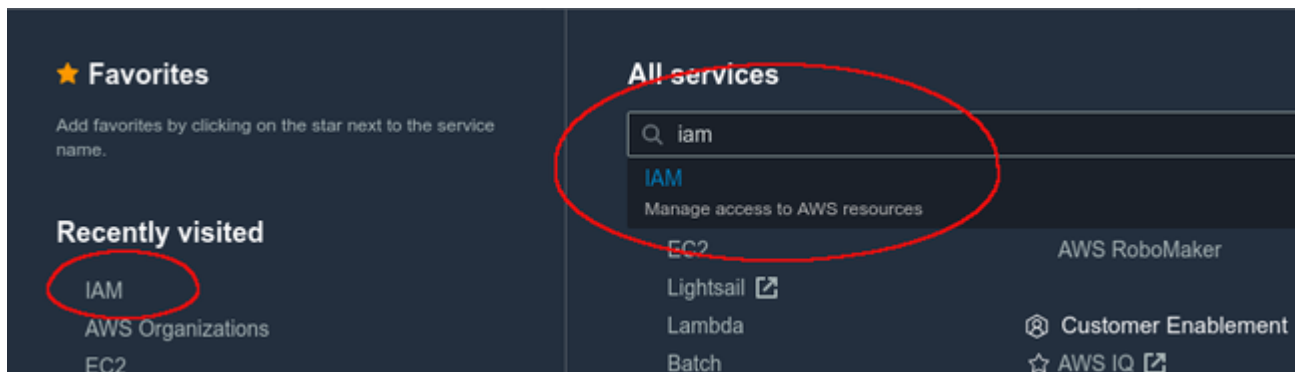 Favorites
Add favorites by clicking on the star next to the service
name.
Recently visited
IAM
AWS Organizations
EC2
All services
iam
IAM
Manage access to AWS resources
EC2
Lightsail
Lambda
Batch
AWS RoboMaker
Customer Enablement
AWS IQ